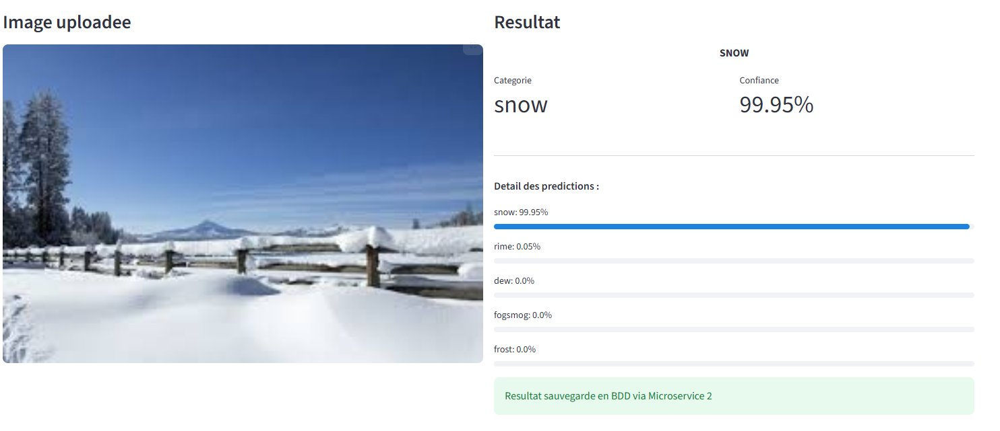 Image uploadee
Resultat
SNOW
Categorie
Confiance
snow
99.95%
Detail des predictions :
snow: 99.95%
rime: 0.05%
dew: 0.0%
fogsmog: 0.0%
frost: 0.0%
Resultat sauvegarde en BDD via Microservice 2